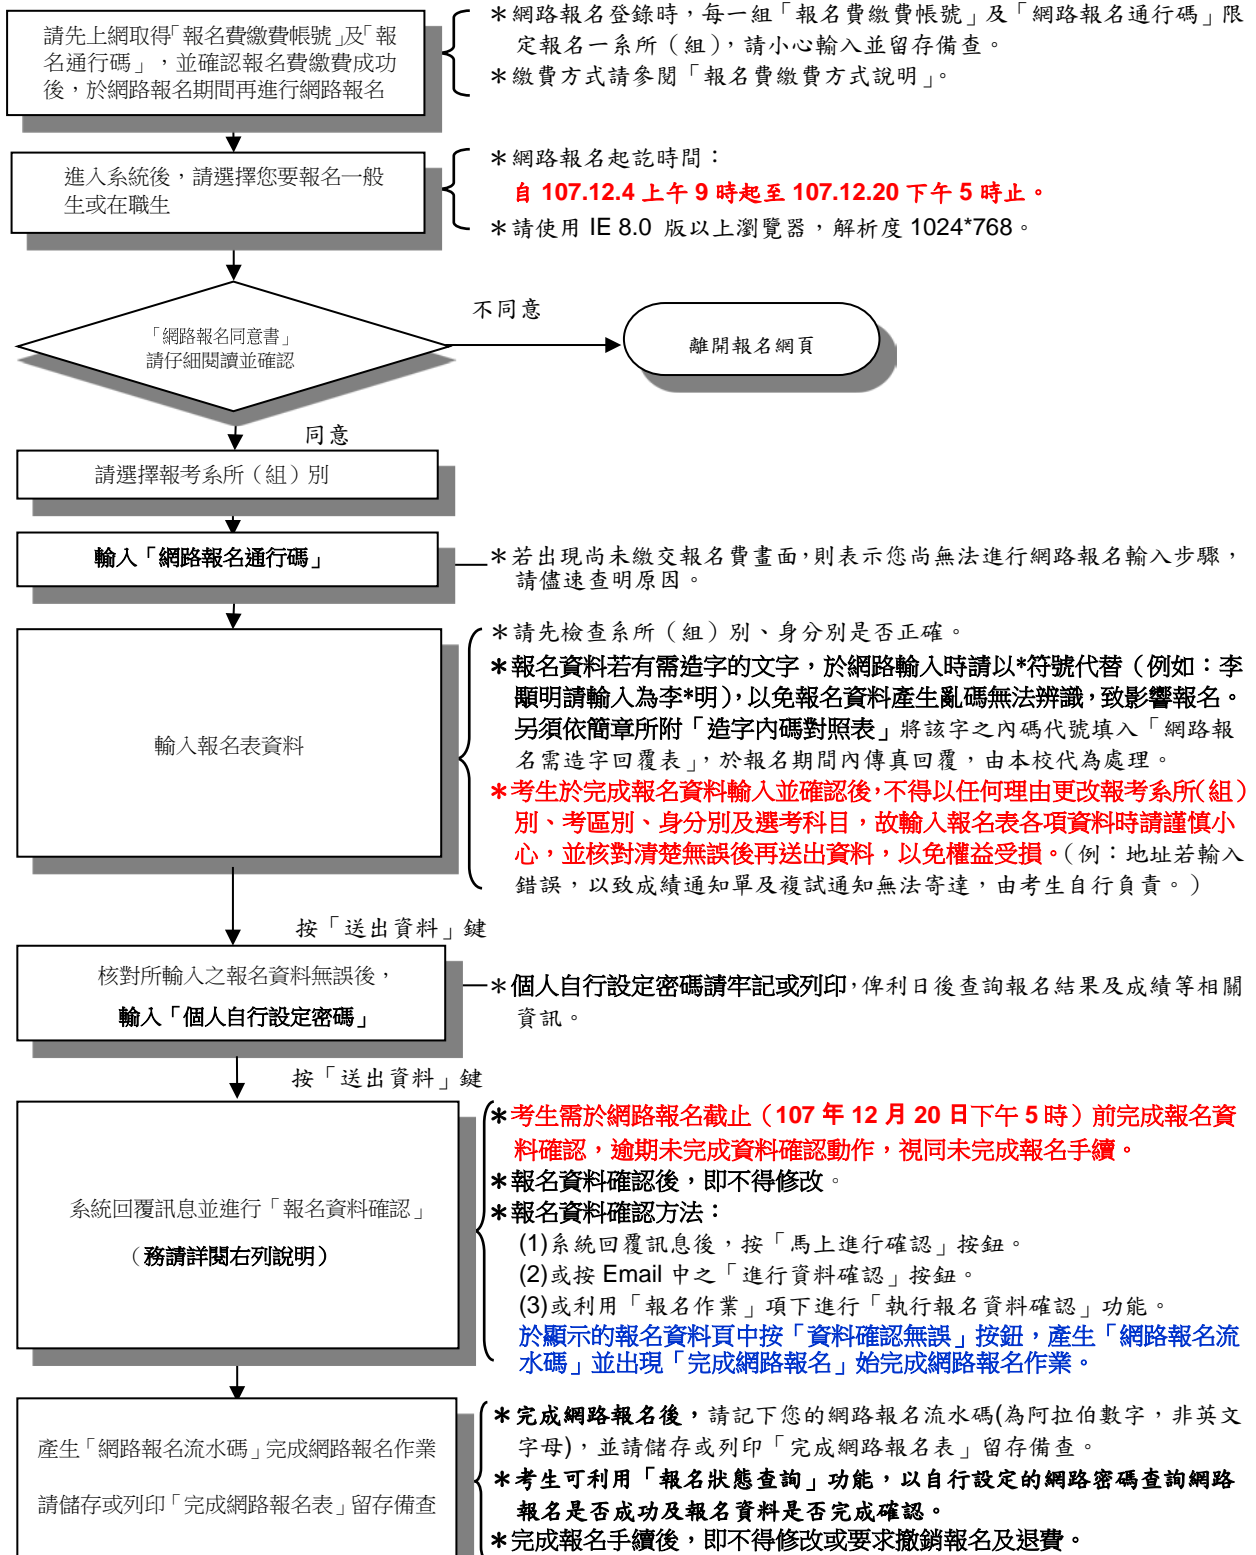 請先上網取得「報名費繳費帳號」及「報
名通行碼」，並確認報名費繳費成功
後，於網路報名期間再進行網路報名
＊網路報名登錄時，每一組「報名費繳費帳號」及「網路報名通行碼」限
定報名一系所（組），請小心輸入並留存備查。
＊繳費方式請參閱「報名費繳費方式說明」。
進入系統後，請選擇您要報名一般
生或在職生
＊網路報名起訖時間：
自 107.12.4 上午 9 時起至 107.12.20 下午 5 時止。
＊請使用 IE 8.0 版以上瀏覽器，解析度 1024*768。
「網路報名同意書」
請仔細閱讀並確認
不同意
離開報名網頁
同意
請選擇報考系所（組）別
輸入「網路報名通行碼」
＊若出現尚未繳交報名費畫面，則表示您尚無法進行網路報名輸入步驟，
請儘速查明原因。
輸入報名表資料
＊請先檢查系所（組）別、身分別是否正確。
＊報名資料若有需造字的文字，於網路輸入時請以*符號代替（例如：李
顒明請輸入為李*明），以免報名資料產生亂碼無法辨識，致影響報名。
另須依簡章所附「造字內碼對照表」將該字之內碼代號填入「網路報
名需造字回覆表」，於報名期間內傳真回覆，由本校代為處理。
＊考生於完成報名資料輸入並確認後，不得以任何理由更改報考系所（組）
別、考區別、身分別及選考科目，故輸入報名表各項資料時請謹慎小
心，並核對清楚無誤後再送出資料，以免權益受損。（例：地址若輸入
錯誤，以致成績通知單及複試通知無法寄達，由考生自行負責。）
按「送出資料」鍵
核對所輸入之報名資料無誤後，
輸入「個人自行設定密碼」
＊個人自行設定密碼請牢記或列印，俾利日後查詢報名結果及成績等相關
資訊。
按「送出資料」鍵
系統回覆訊息並進行「報名資料確認」
（務請詳閱右列說明）
＊考生需於網路報名截止（107 年 12 月 20 日下午 5 時）前完成報名資
料確認，逾期未完成資料確認動作，視同未完成報名手續。
＊報名資料確認後，即不得修改。
＊報名資料確認方法：
(1)系統回覆訊息後，按「馬上進行確認」按鈕。
(2)或按 Email 中之「進行資料確認」按鈕。
(3)或利用「報名作業」項下進行「執行報名資料確認」功能。
於顯示的報名資料頁中按「資料確認無誤」按鈕，產生「網路報名流
水碼」並出現「完成網路報名」始完成網路報名作業。
產生「網路報名流水碼」完成網路報名作業
請儲存或列印「完成網路報名表」留存備查
＊完成網路報名後，請記下您的網路報名流水碼(為阿拉伯數字，非英文
字母)，並請儲存或列印「完成網路報名表」留存備查。
＊考生可利用「報名狀態查詢」功能，以自行設定的網路密碼查詢網路
報名是否成功及報名資料是否完成確認。
＊完成報名手續後，即不得修改或要求撤銷報名及退費。